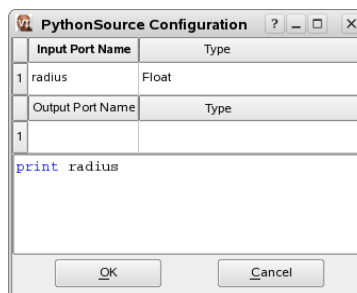 PythonSource Configuration
Input Port Name Type
1 radius Float
Output Port Name Type
1
print radius
OK Cancel